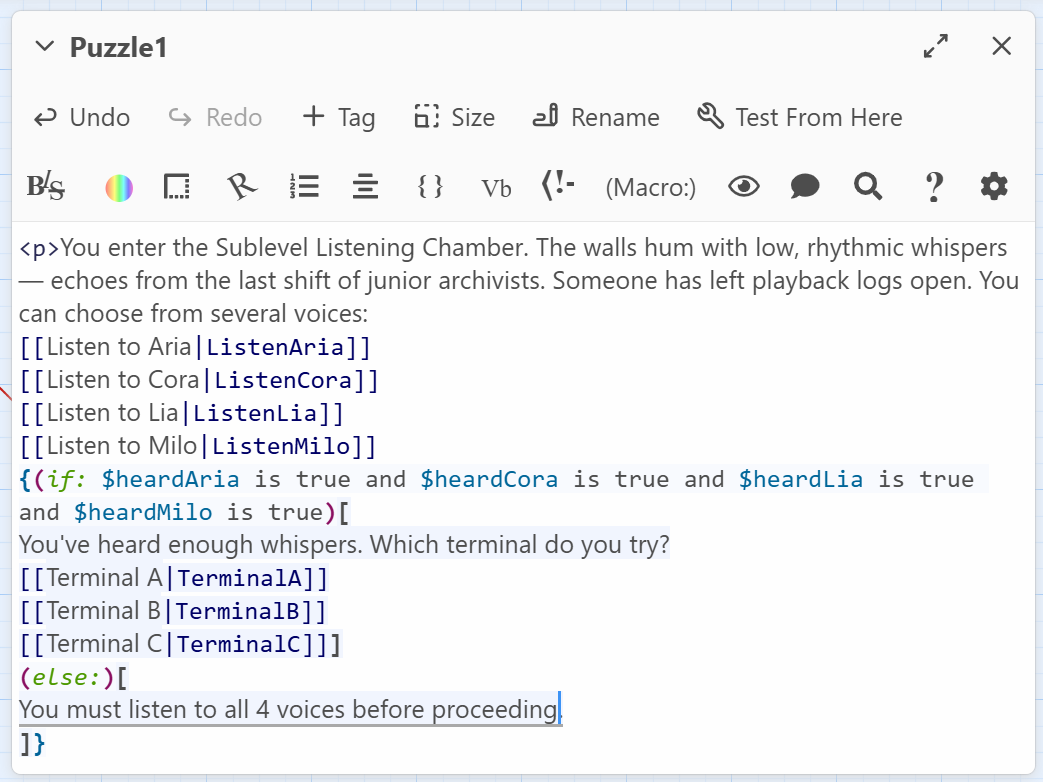 Puzzle1
Undo Redo + Tag Size Rename Test From Here
BIS { } Vb (Macro:) ?
<p>You enter the Sublevel Listening Chamber. The walls hum with low, rhythmic whispers
— echoes from the last shift of junior archivists. Someone has left playback logs open. You
can choose from several voices:
[[Listen to Aria|ListenAria]]
[[Listen to Cora|ListenCora]]
[[Listen to Lia|ListenLia]]
[[Listen to Milo|ListenMilo]]
{(if: $heardAria is true and $heardCora is true and $heardLia is true
and $heardMilo is true)[
You've heard enough whispers. Which terminal do you try?
[[Terminal A|TerminalA]]
[[Terminal B|TerminalB]]
[[Terminal C|TerminalC]]]
(else:)[
You must listen to all 4 voices before proceeding.
]}